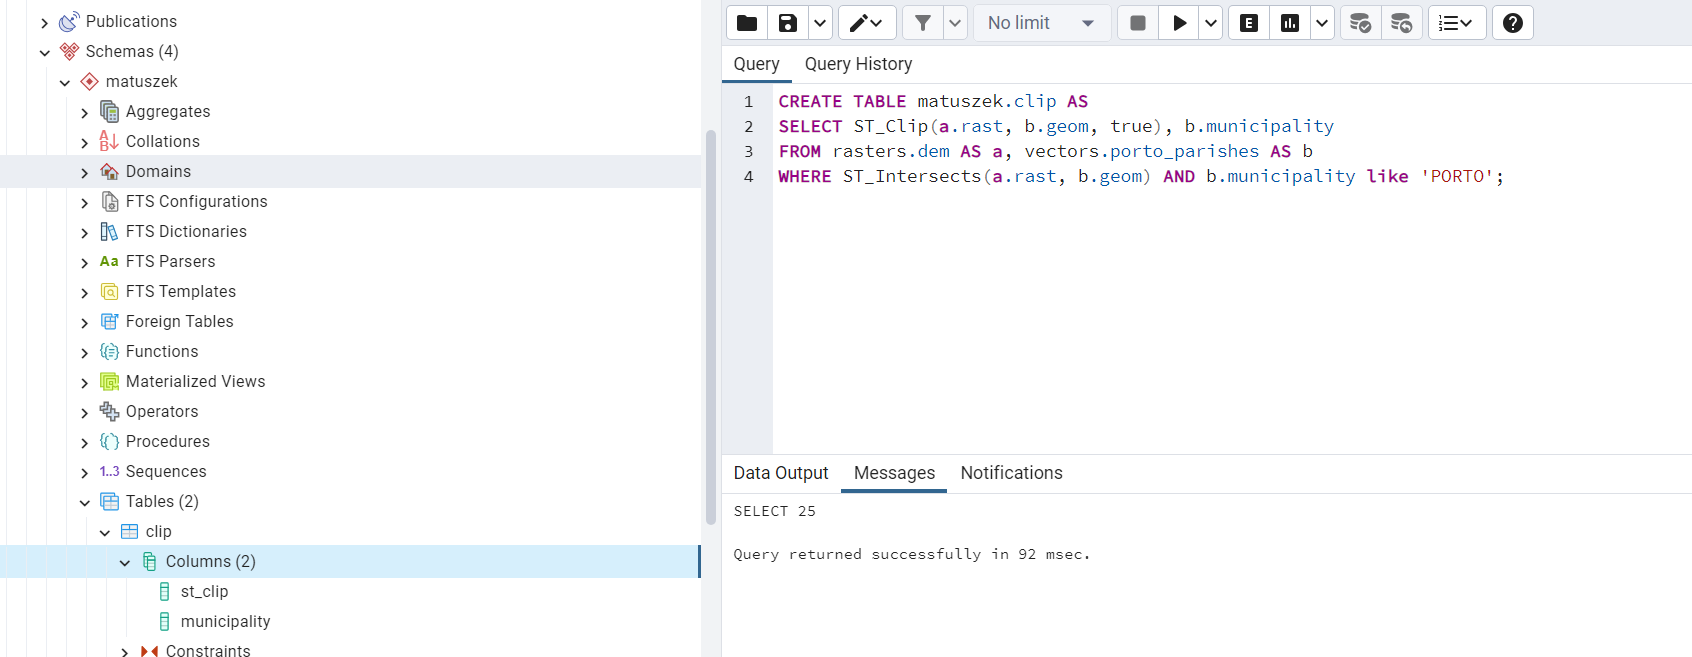 Publications
Schemas (4)
matuszek
Aggregates
Collations
Domains
FTS Configurations
FTS Dictionaries
Aa FTS Parsers
FTS Templates
Foreign Tables
Functions
Materialized Views
Operators
Procedures
1..3 Sequences
Tables (2)
clip
Columns (2)
st_clip
municipality
Constraints
No limit
E
Query Query History
1 CREATE TABLE matuszek.clip AS
2 SELECT ST_Clip(a.rast, b.geom, true), b.municipality
3 FROM rasters.dem AS a, vectors.porto_parishes AS b
4 WHERE ST_Intersects(a.rast, b.geom) AND b.municipality like 'PORTO';
Data Output Messages Notifications
SELECT 25
Query returned successfully in 92 msec.